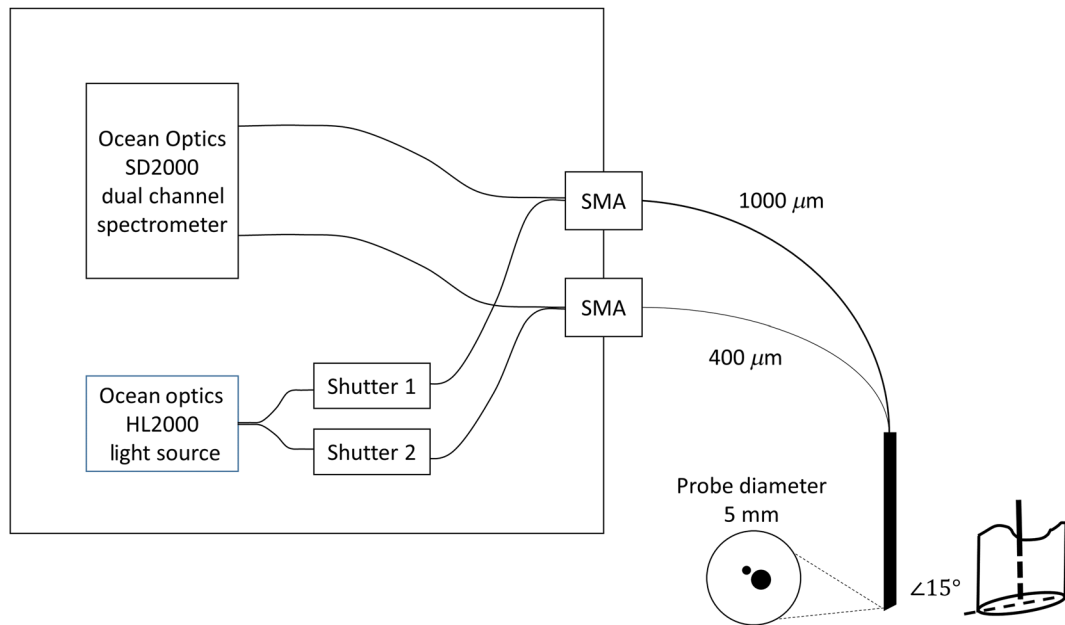 Ocean Optics
SD2000
dual channel
spectrometer
SMA
1000 μm
SMA
400 μm
Ocean optics
HL2000
light source
Shutter 1
Shutter 2
Probe diameter
5 mm
∠15°